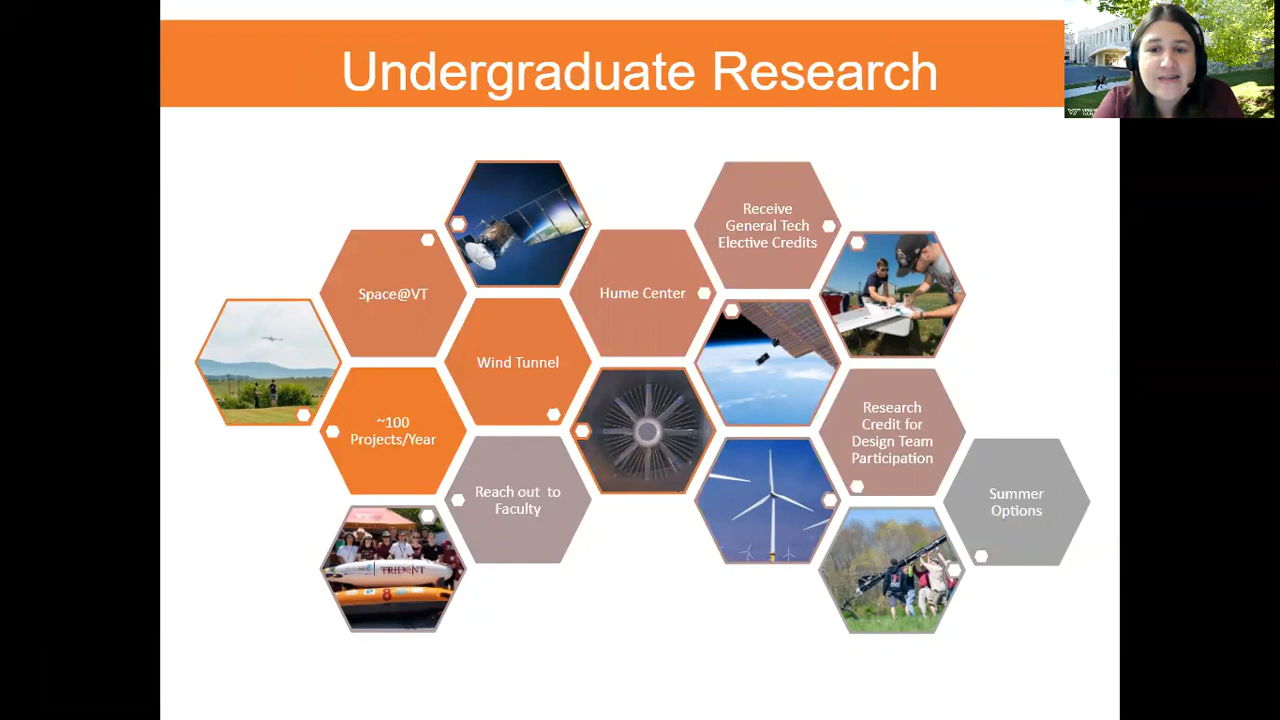 Undergraduate Research
Receive
General Tech
Elective Credits
Space@VT
Hume Center
Wind Tunnel
~100
Projects/Year
Research
Credit for
Design Team
Participation
Reach out to
Faculty
Summer
Options
TRIDENT
8